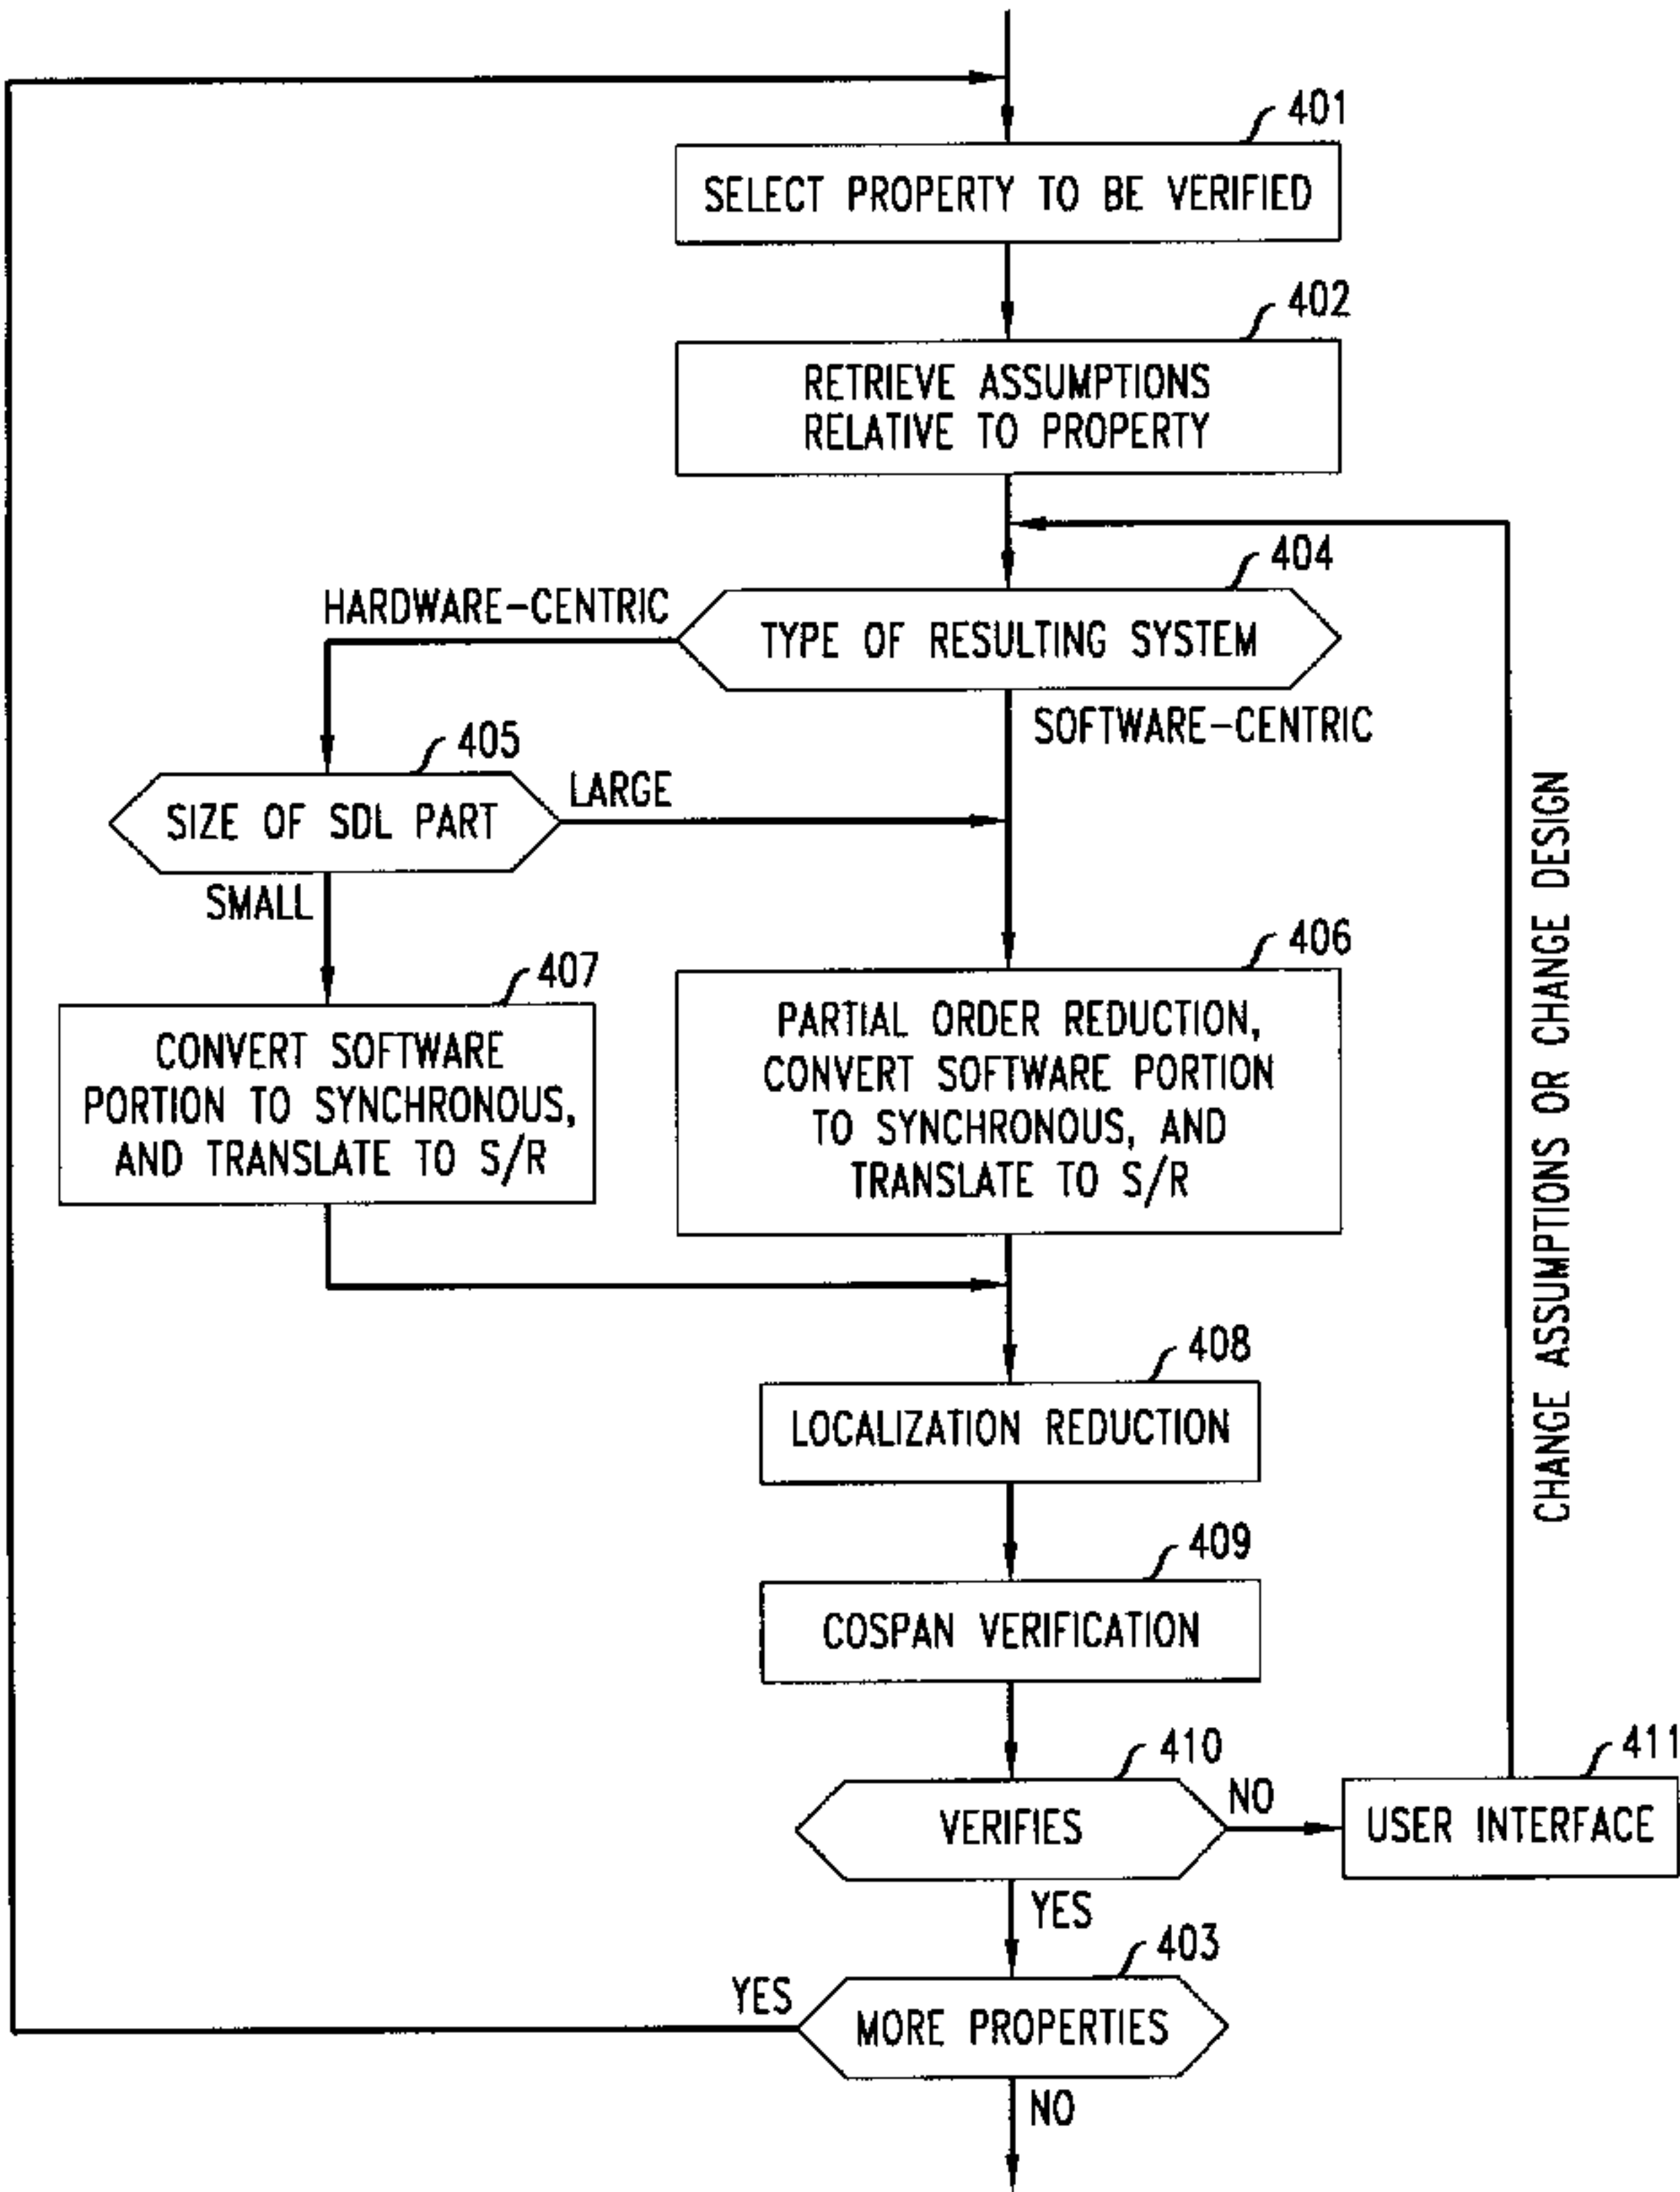 401
SELECT PROPERTY TO BE VERIFIED
402
RETRIEVE ASSUMPTIONS
RELATIVE TO PROPERTY
404
HARDWARE-CENTRIC
TYPE OF RESULTING SYSTEM
SOFTWARE-CENTRIC
405
SIZE OF SDL PART
LARGE
SMALL
407
CONVERT SOFTWARE
PORTION TO SYNCHRONOUS,
AND TRANSLATE TO S/R
406
PARTIAL ORDER REDUCTION,
CONVERT SOFTWARE PORTION
TO SYNCHRONOUS, AND
TRANSLATE TO S/R
CHANGE ASSUMPTIONS OR CHANGE DESIGN
408
LOCALIZATION REDUCTION
409
COSPAN VERIFICATION
410
VERIFIES
NO
411
USER INTERFACE
YES
403
YES
MORE PROPERTIES
NO